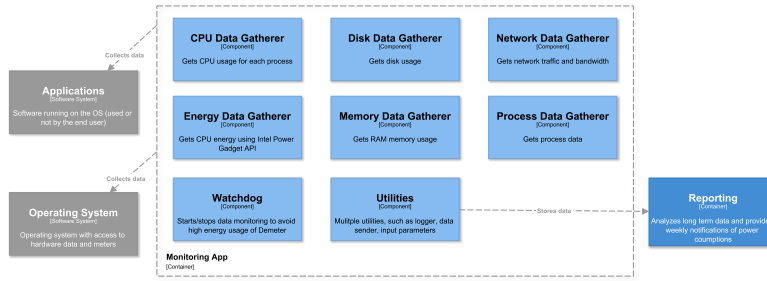 CPU Data Gatherer
[Component]
Gets CPU usage for each process
Disk Data Gatherer
[Component]
Gets disk usage
Network Data Gatherer
[Component]
Gets network traffic and bandwidth
Collects data
Applications
[Software System]
Software running on the OS (used or
not by the end user)
Energy Data Gatherer
[Component]
Gets CPU energy using Intel Power
Gadget API
Memory Data Gatherer
[Component]
Gets RAM memory usage
Process Data Gatherer
[Component]
Gets process data
Collects data
Operating System
[Software System]
Operating system with access to
hardware data and meters
Watchdog
[Component]
Starts/stops data monitoring to avoid
high energy usage of Demeter
Utilities
[Component]
Mulitple utilities, such as logger, data
sender, input parameters
Stores data
Reporting
[Container]
Analyzes long term data and provide
weekly notifications of power
coumptions
Monitoring App
[Container]